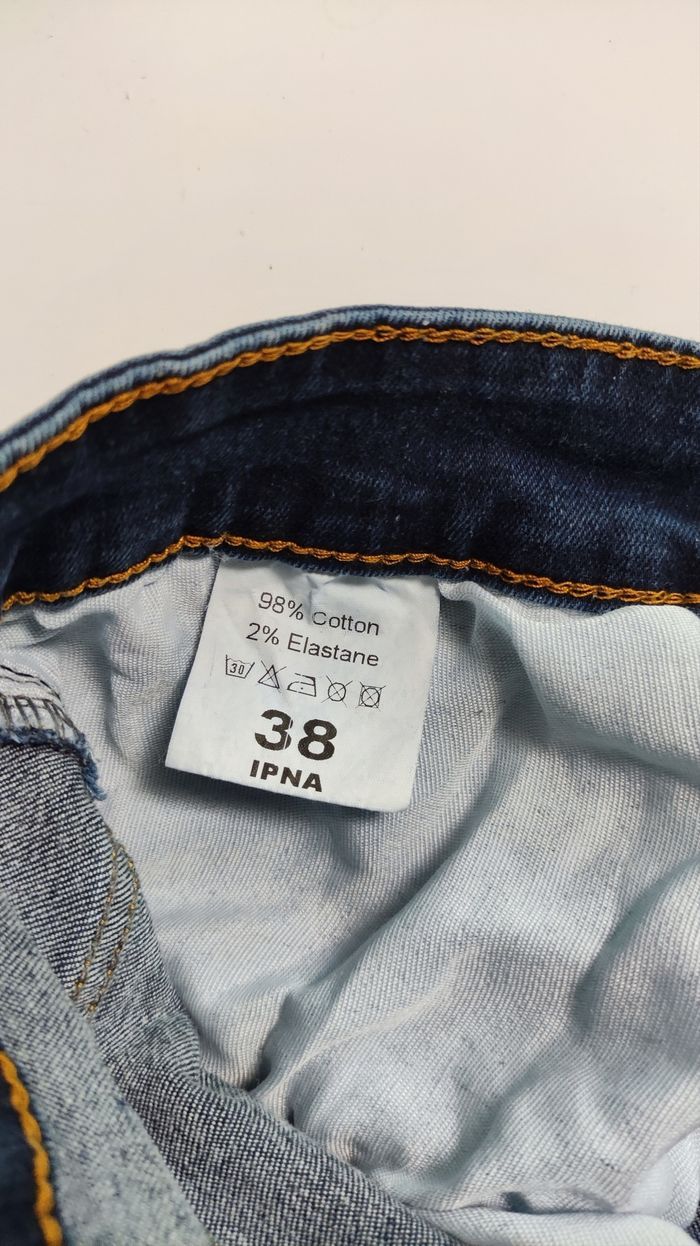 98% Cotton
2% Elastane
30
38
IPNA